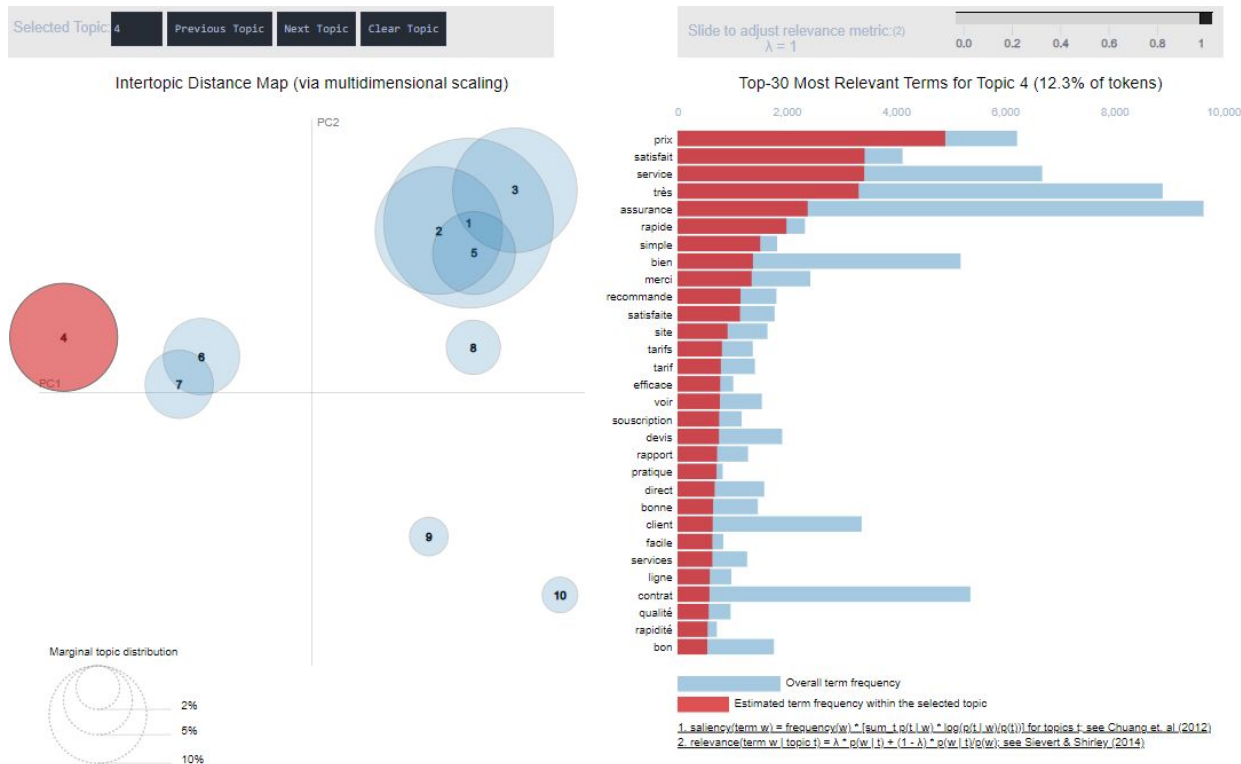 Selected Topic: 4 Previous Topic Next Topic Clear Topic
Slide to adjust relevance metric:(2)
λ = 1
0.0 0.2 0.4 0.6 0.8 1
Intertopic Distance Map (via multidimensional scaling)
PC2
PC1
3
1
2
5
4
6
8
7
9
10
Marginal topic distribution
2%
5%
10%
Top-30 Most Relevant Terms for Topic 4 (12.3% of tokens)
0 2,000 4,000 6,000 8,000 10,000
prix
satisfait
service
très
assurance
rapide
simple
bien
merci
recommande
satisfaite
site
tarifs
tarif
efficace
voir
souscription
devis
rapport
pratique
direct
bonne
client
facile
services
ligne
contrat
qualité
rapidité
bon
Overall term frequency
Estimated term frequency within the selected topic
1. saliency(term w) = frequency(w) * [sum_t p(t | w) * log(p(t | w)/p(t))] for topics t; see Chuang et. al (2012)
2. relevance(term w | topic t) = λ * p(w | t) + (1 - λ) * p(w | t)/p(w); see Sievert & Shirley (2014)